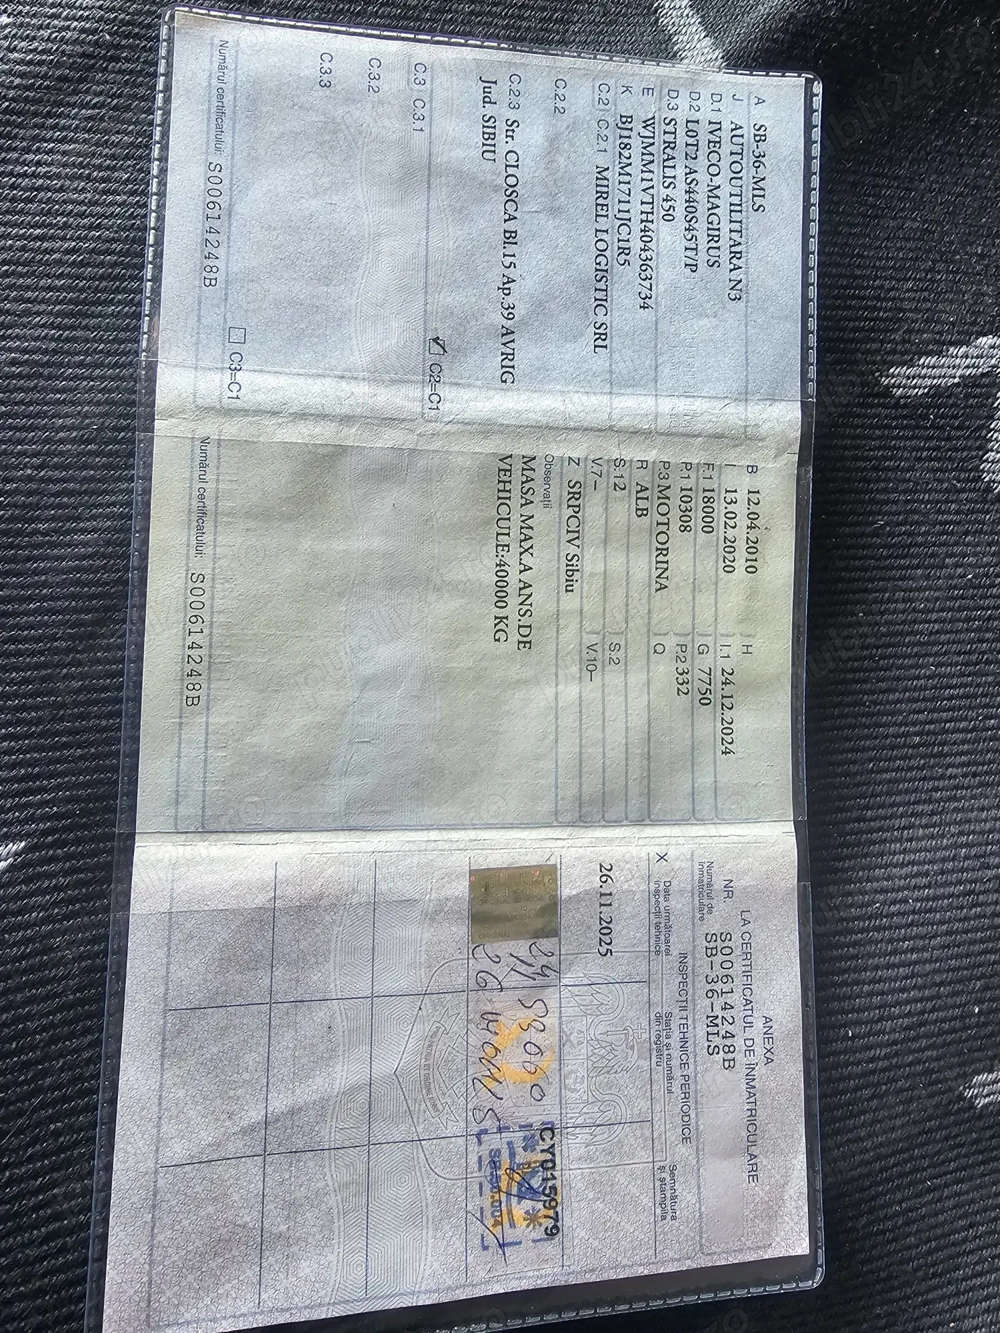 A SB-36-MLS
J AUTOUTILITARA N3
D.1 IVECO-MAGIRUS
D.2 L0T2 AS440S45T/P
D.3 STRALIS 450
E WJMM1VTH404363734
K BJ182M1711JC1R5
C.2 C.2.1 MIREL LOGISTIC SRL
C.2.2
C.2.3 Str. CLOSCA Bl.15 Ap.39 AVRIG
Jud. SIBIU
C2=C1
C.3 C.3.1
C.3.2
C.3.3
C3=C1
Numărul certificatului: S00614248B
B 12.04.2010 H
I 13.02.2020 I.1 24.12.2024
F.1 18000 G 7750
P.1 10308 P.2 332
P.3 MOTORINA Q
R ALB
S.1 2 S.2
V.7 – V.10 –
Z SRPCIV Sibiu
Observații
MASA MAX.A ANS.DE
VEHICULE:40000 KG
Numărul certificatului: S00614248B
ANEXA
LA CERTIFICATUL DE ÎNMATRICULARE
NR. S00614248B
Numărul de
înmatriculare SB-36-MLS
INSPECȚII TEHNICE PERIODICE
X Data următoarei
inspecții tehnice
Stația și numărul
din registru
Semnătura
și ștampila
26.11.2025
CY015979